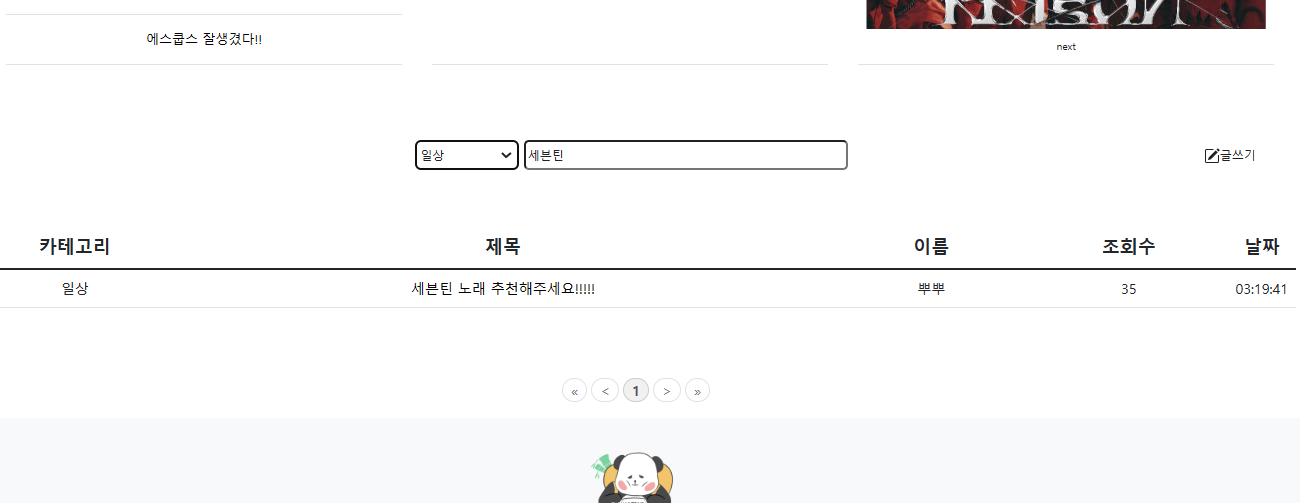 에스쿱스 잘생겼다!!
next
일상 세븐틴 글쓰기
카테고리 제목 이름 조회수 날짜
일상 세븐틴 노래 추천해주세요!!!!! 뿌뿌 35 03:19:41
« < 1 > »